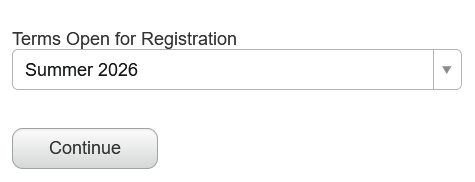 Terms Open for Registration
Summer 2026
Continue